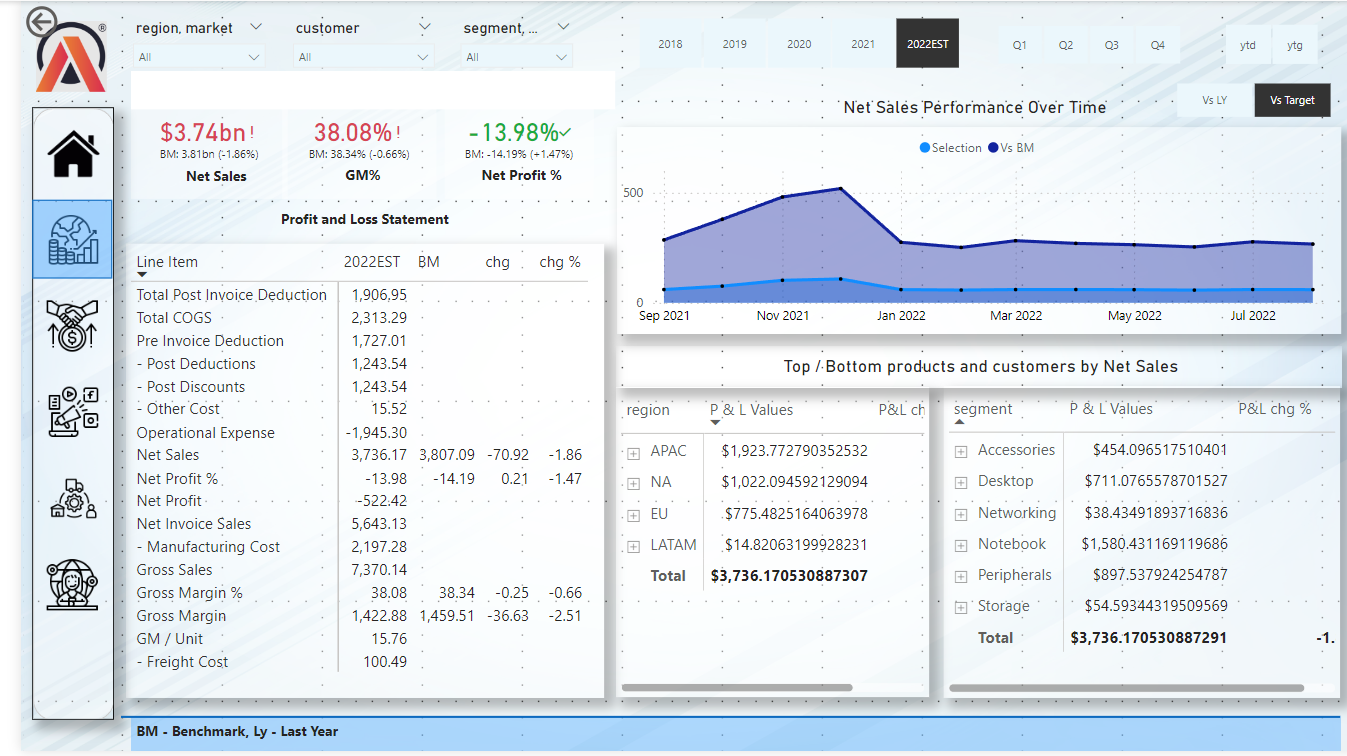 ®
region, market
customer
segment, ...
All
All
All
2018
2019
2020
2021
2022EST
Q1
Q2
Q3
Q4
ytd
ytg
Vs LY
Vs Target
$3.74bn!
BM: 3.81bn (-1.86%)
Net Sales
38.08%!
BM: 38.34% (-0.66%)
GM%
-13.98%✓
BM: -14.19% (+1.47%)
Net Profit %
Net Sales Performance Over Time
Selection Vs BM
500
0
Sep 2021 Nov 2021 Jan 2022 Mar 2022 May 2022 Jul 2022
Profit and Loss Statement
Line Item 2022EST BM chg chg %
Total Post Invoice Deduction 1,906.95
Total COGS 2,313.29
Pre Invoice Deduction 1,727.01
- Post Deductions 1,243.54
- Post Discounts 1,243.54
- Other Cost 15.52
Operational Expense -1,945.30
Net Sales 3,736.17 3,807.09 -70.92 -1.86
Net Profit % -13.98 -14.19 0.21 -1.47
Net Profit -522.42
Net Invoice Sales 5,643.13
- Manufacturing Cost 2,197.28
Gross Sales 7,370.14
Gross Margin % 38.08 38.34 -0.25 -0.66
Gross Margin 1,422.88 1,459.51 -36.63 -2.51
GM / Unit 15.76
- Freight Cost 100.49
Top / Bottom products and customers by Net Sales
region P & L Values P&L ch
APAC $1,923.772790352532
NA $1,022.094592129094
EU $775.4825164063978
LATAM $14.82063199928231
Total $3,736.170530887307
segment P & L Values P&L chg %
Accessories $454.096517510401
Desktop $711.0765578701527
Networking $38.43491893716836
Notebook $1,580.431169119686
Peripherals $897.537924254787
Storage $54.59344319509569
Total $3,736.170530887291 -1.
BM - Benchmark, Ly - Last Year